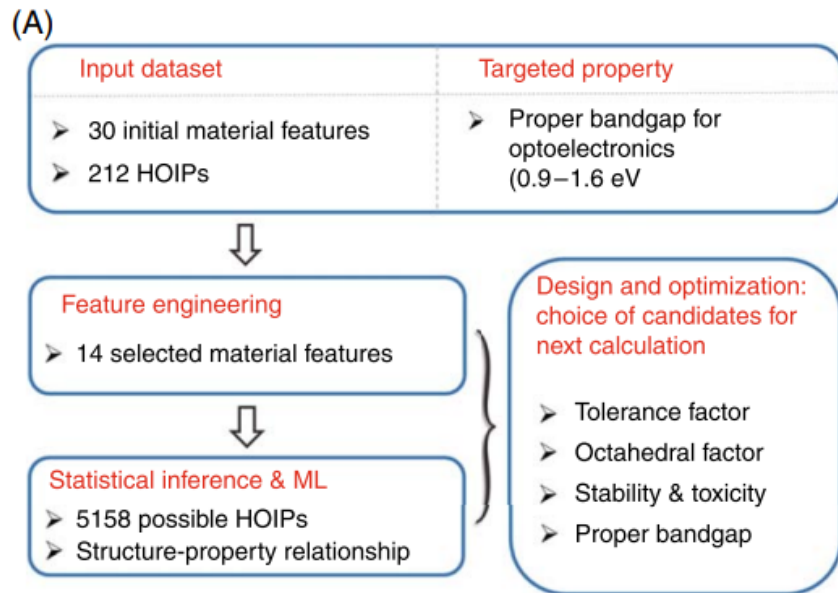 (A)
Input dataset
➤ 30 initial material features
➤ 212 HOIPs
Targeted property
➤ Proper bandgap for
optoelectronics
(0.9–1.6 eV
Feature engineering
➤ 14 selected material features
Statistical inference & ML
➤ 5158 possible HOIPs
➤ Structure-property relationship
Design and optimization:
choice of candidates for
next calculation
➤ Tolerance factor
➤ Octahedral factor
➤ Stability & toxicity
➤ Proper bandgap